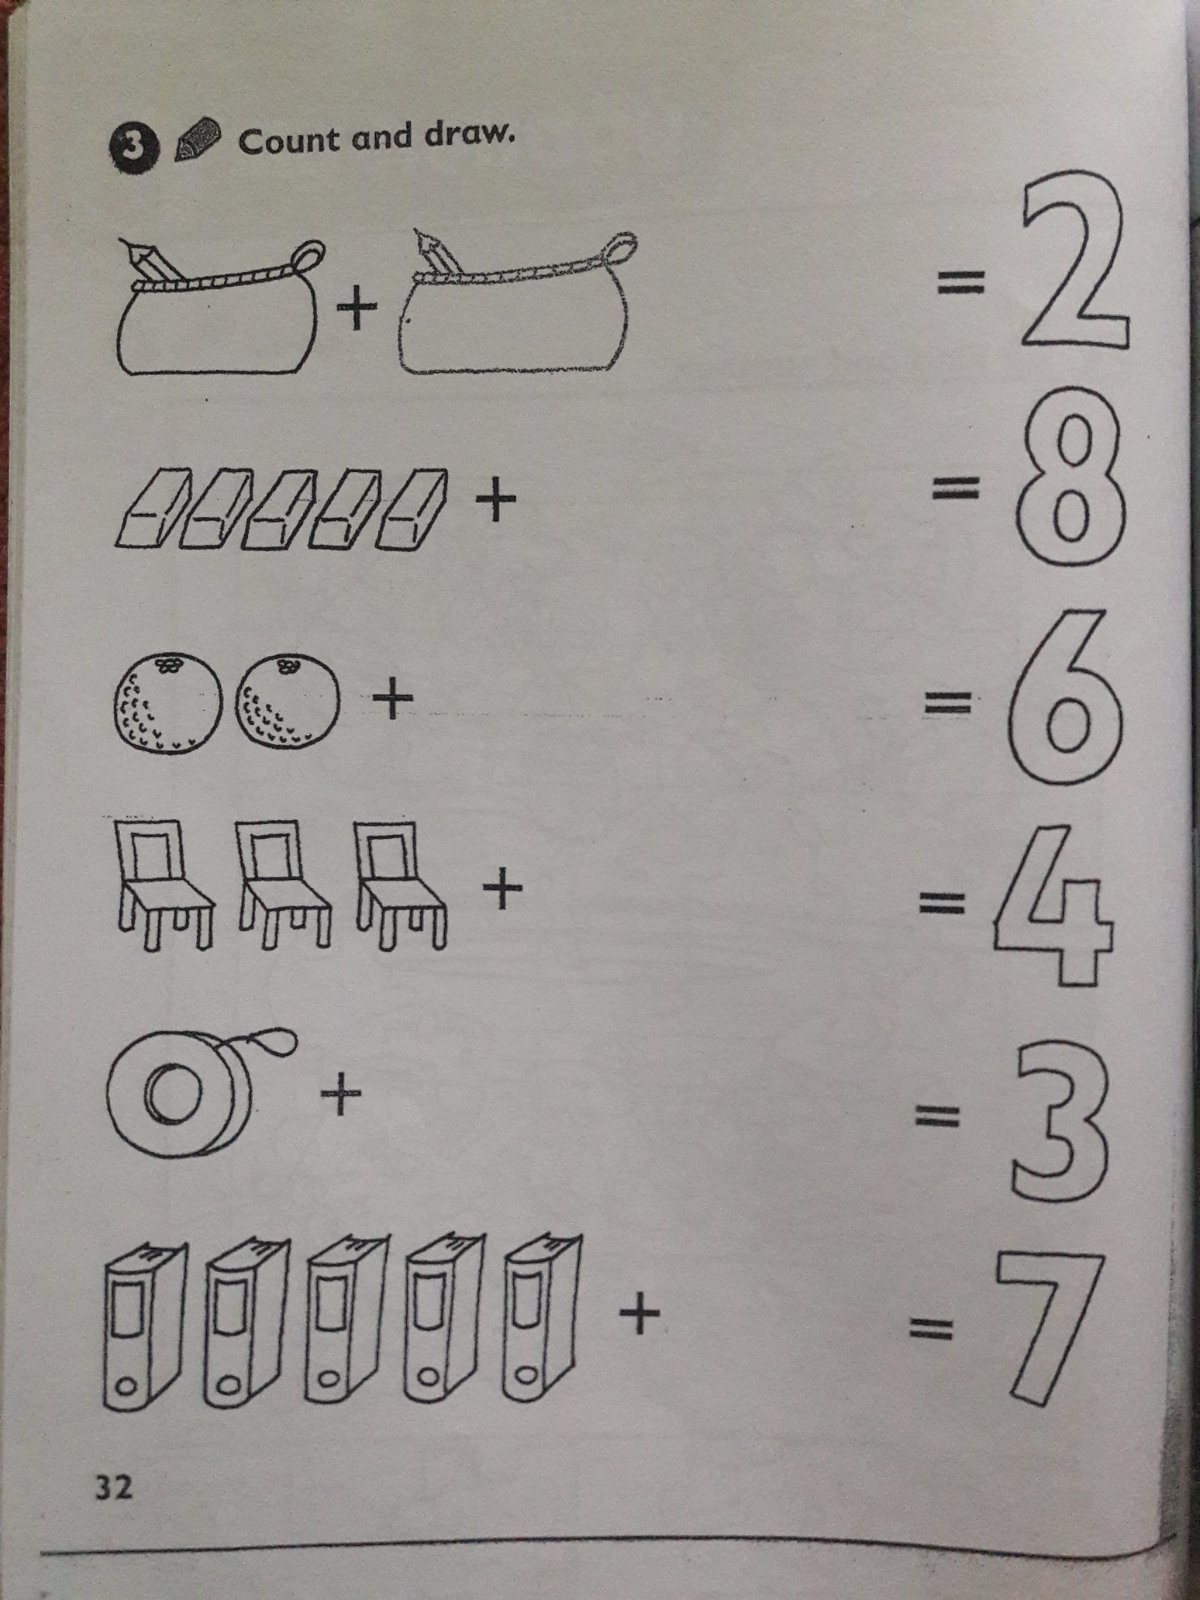 3 Count and draw.
+ = 2
+ = 8
+ = 6
+ = 4
+ = 3
+ = 7
32